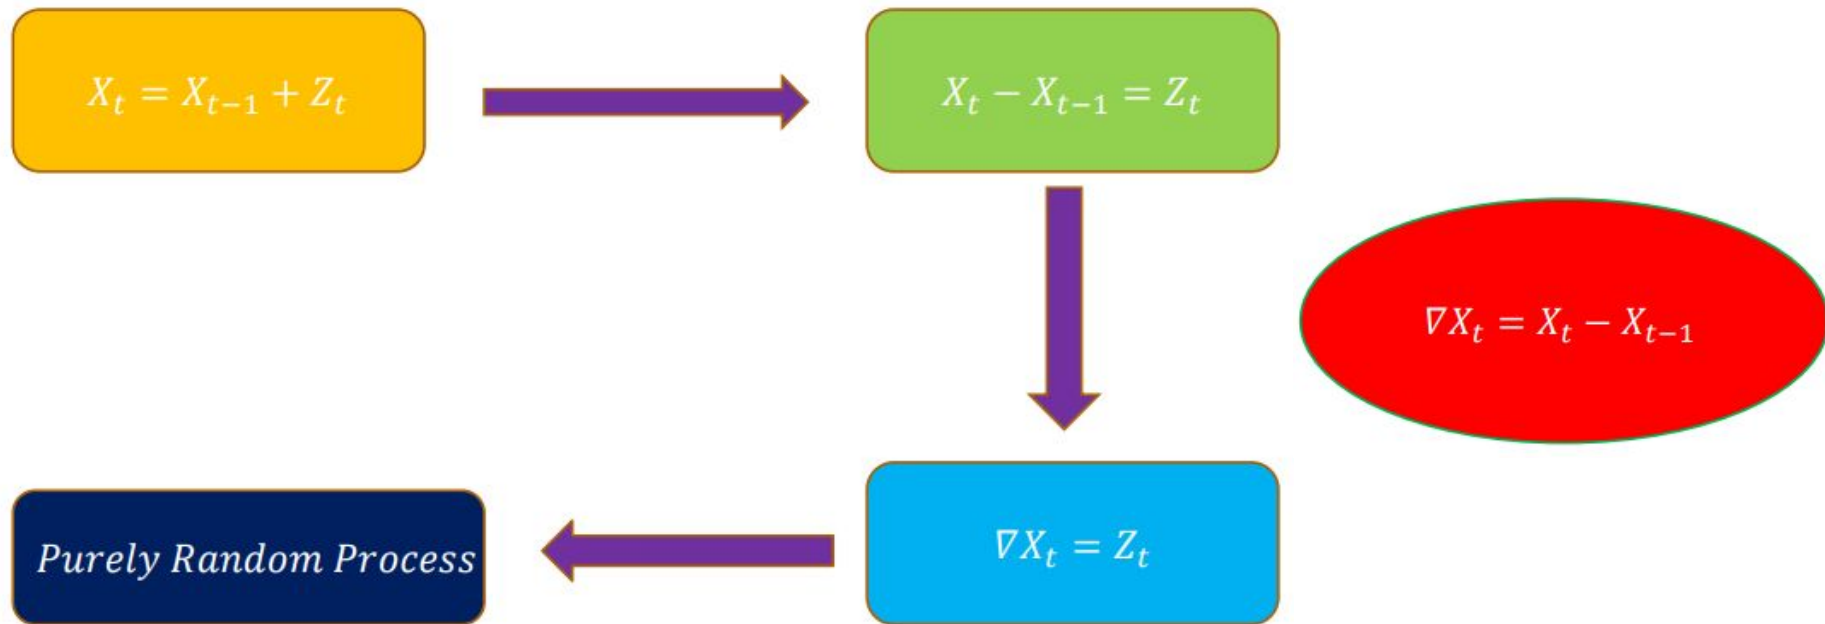 𝑋ₜ = 𝑋ₜ₋₁ + 𝑍ₜ
𝑋ₜ − 𝑋ₜ₋₁ = 𝑍ₜ
∇𝑋ₜ = 𝑋ₜ − 𝑋ₜ₋₁
∇𝑋ₜ = 𝑍ₜ
Purely Random Process